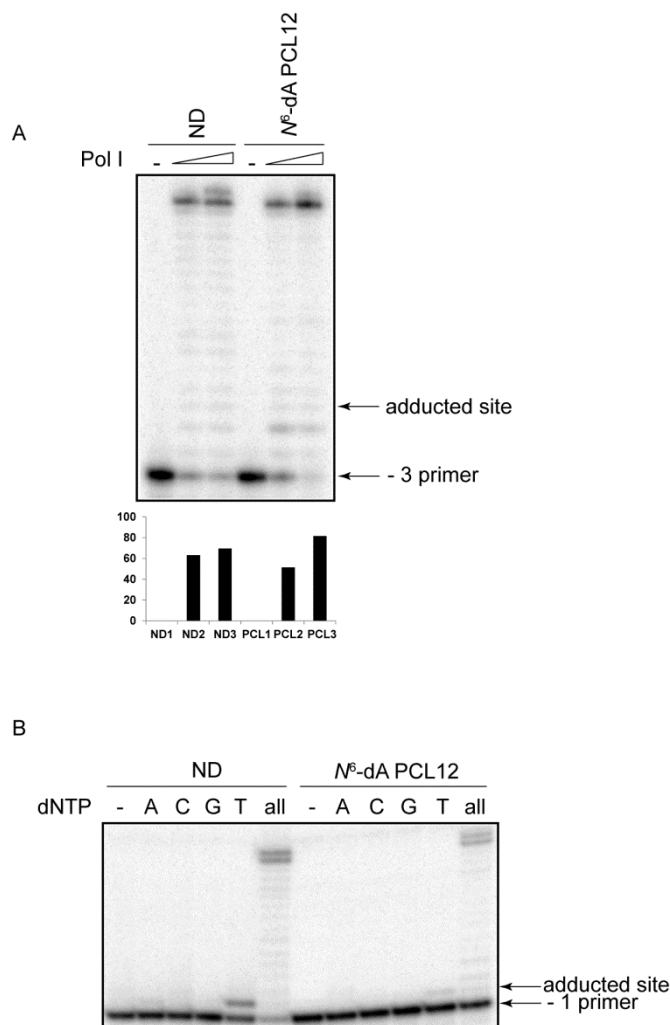 A
ND
N⁶-dA PCL12
Pol I
-
-
adducted site
- 3 primer
100
80
60
40
20
0
ND1 ND2 ND3 PCL1 PCL2 PCL3
B
ND N⁶-dA PCL12
dNTP - A C G T all - A C G T all
adducted site
- 1 primer